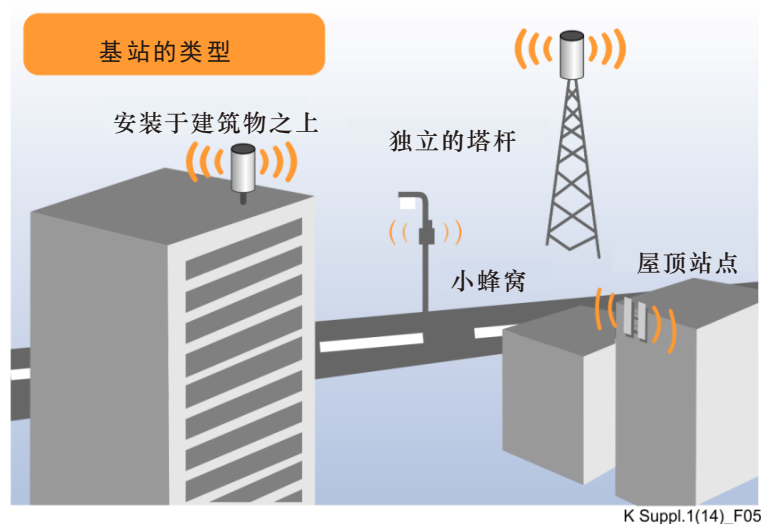 基站的类型
安装于建筑物之上
独立的塔杆
小蜂窝
屋顶站点
K Suppl.1(14)_F05